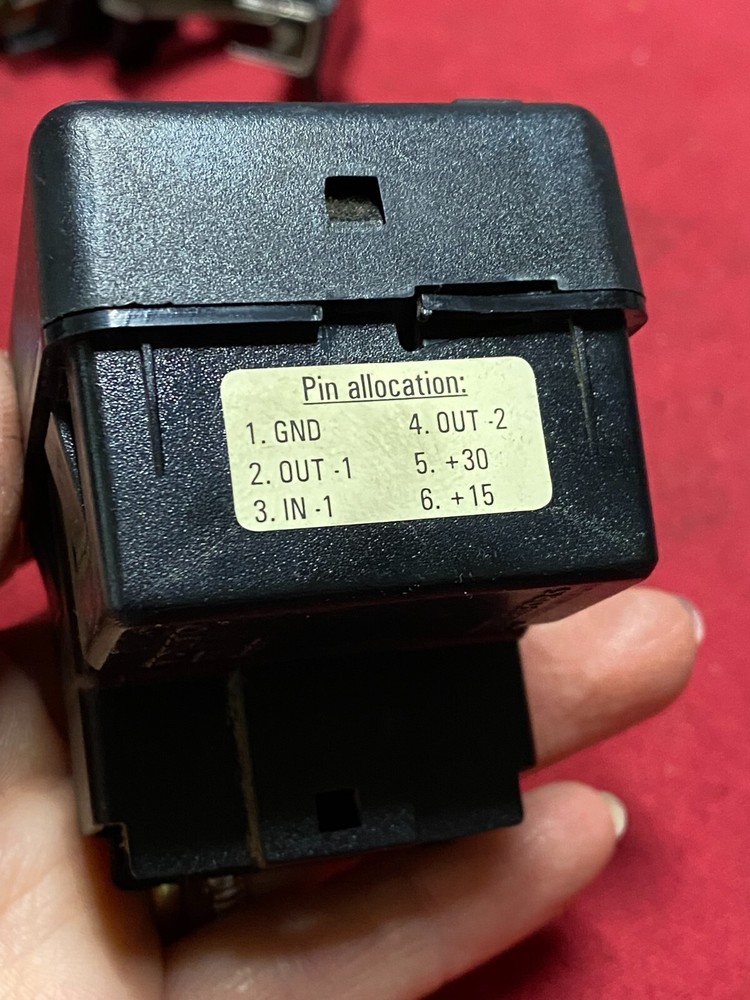 Pin allocation:
1. GND
2. OUT -1
3. IN -1
4. OUT -2
5. +30
6. +15